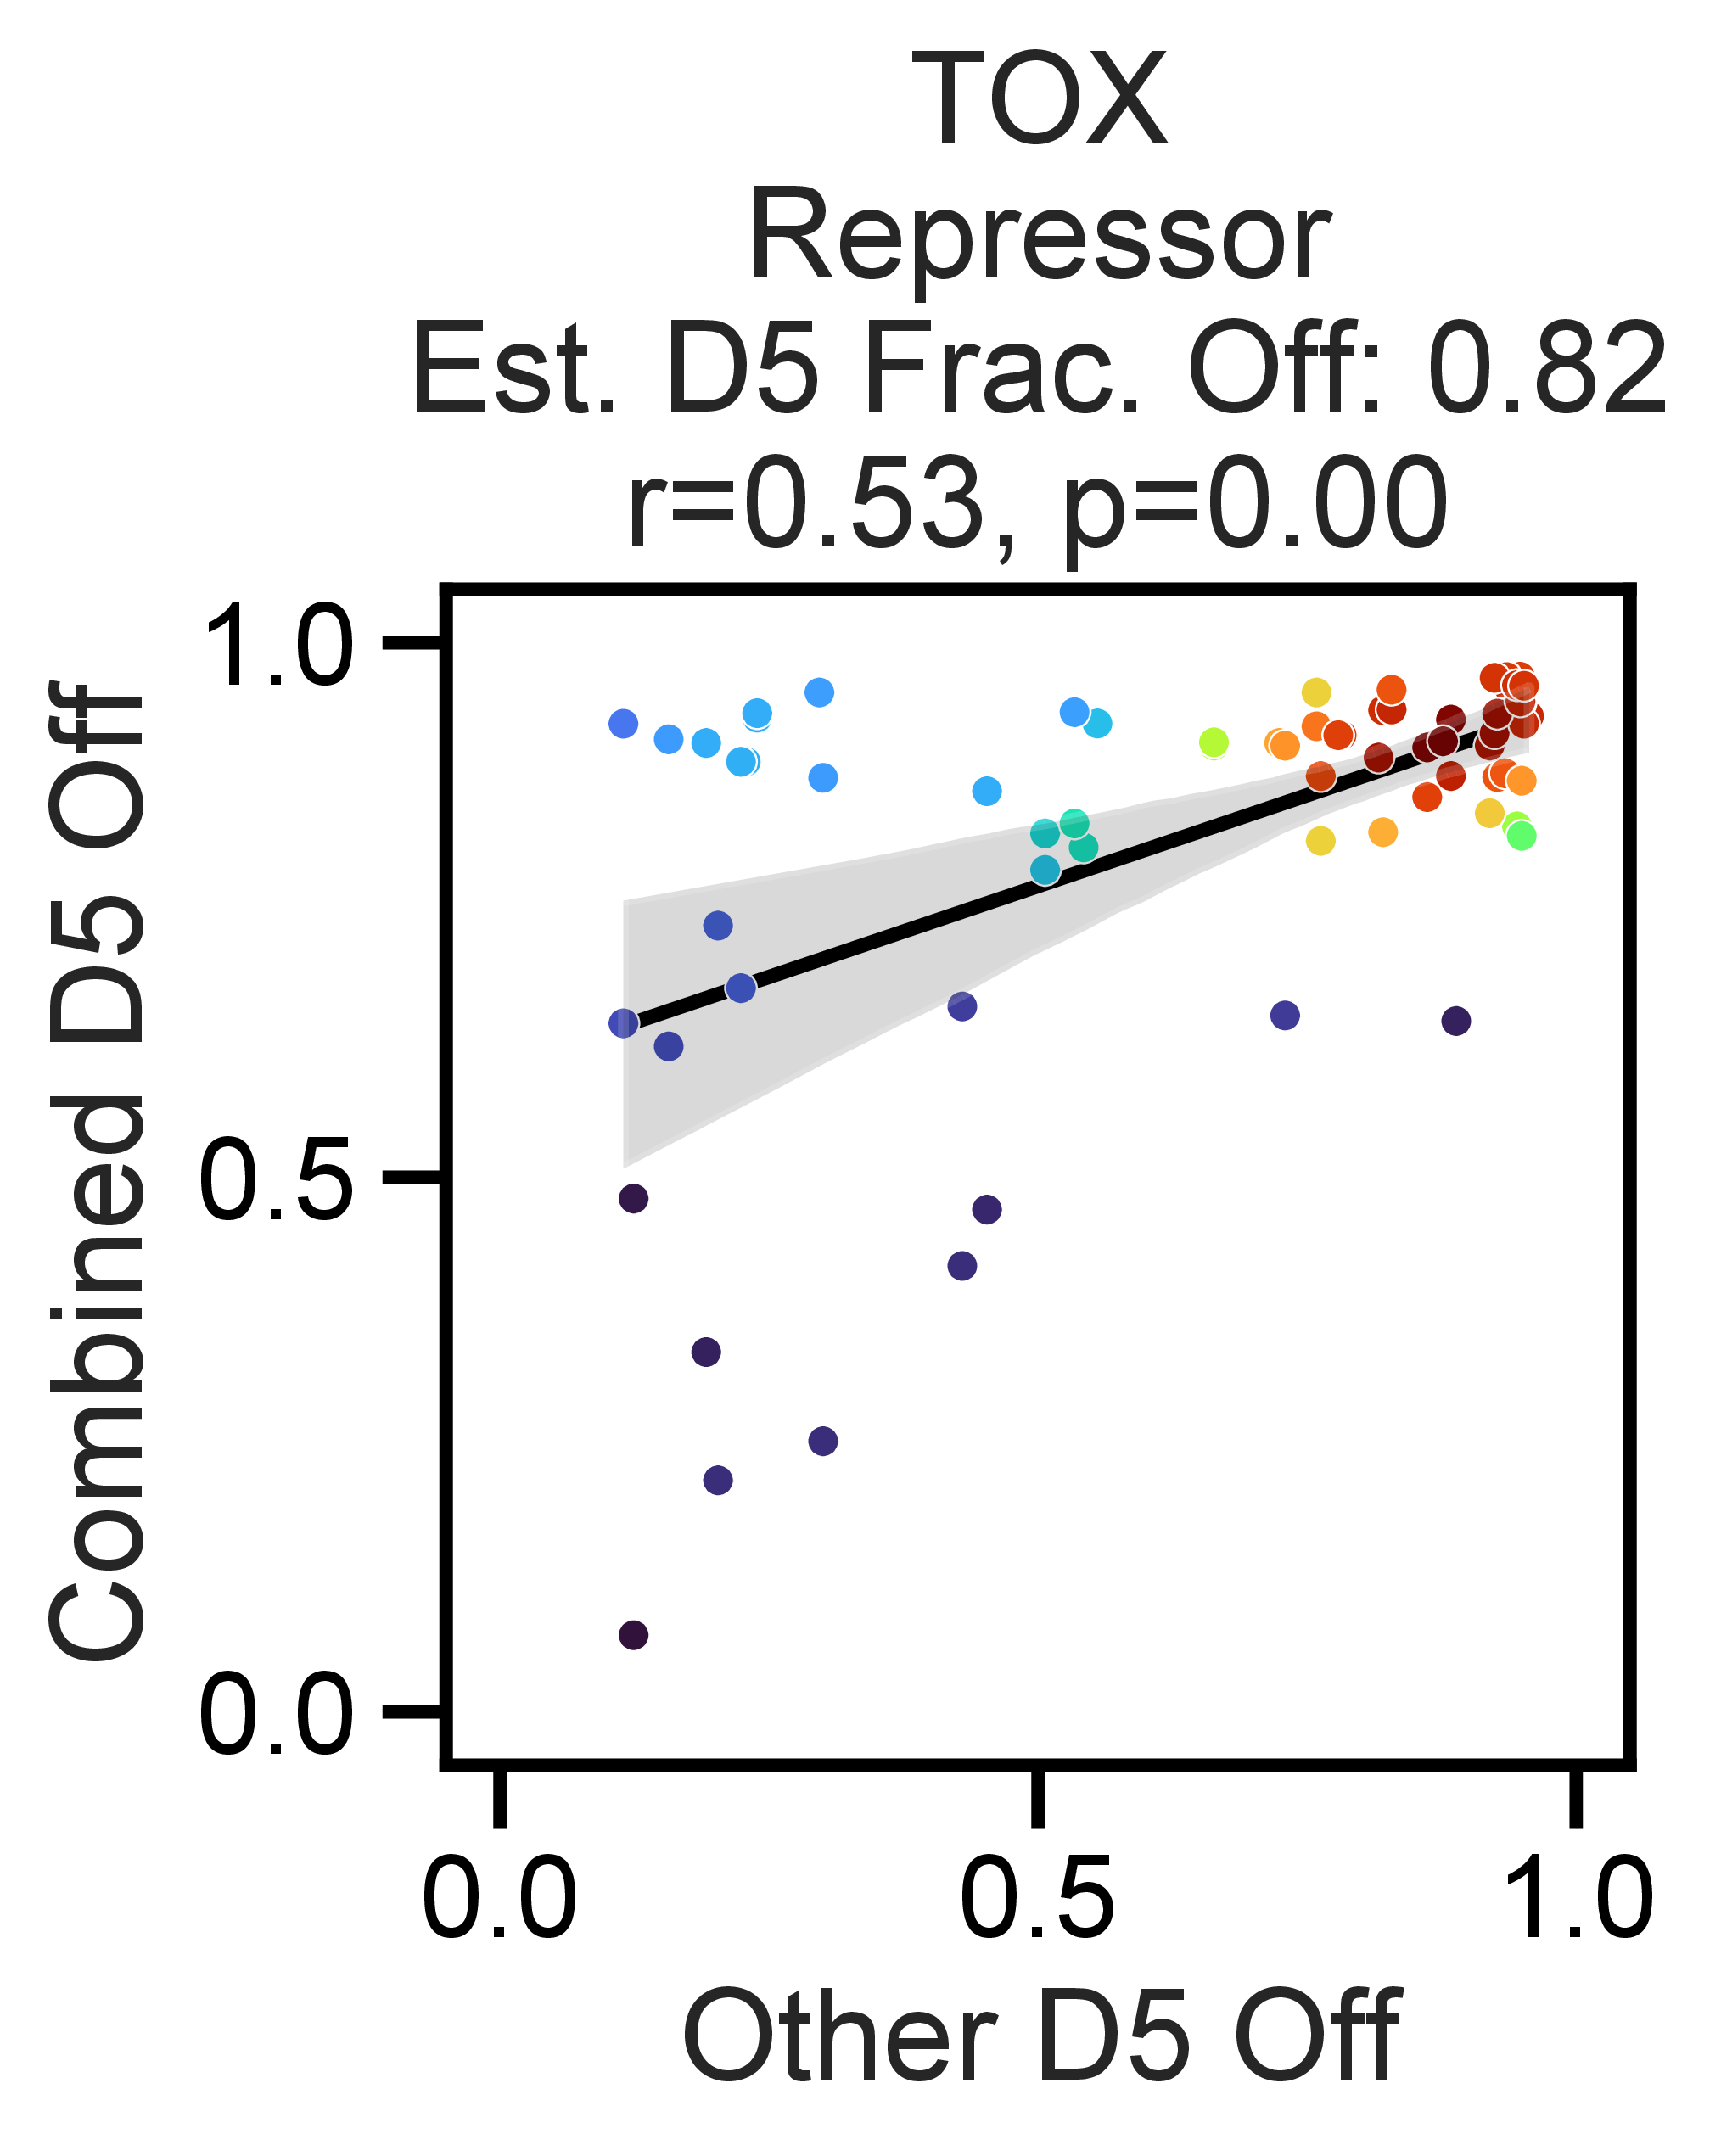 TOX
Repressor
Est. D5 Frac. Off: 0.82
r=0.53, p=0.00
Combined D5 Off
1.0
0.5
0.0
0.0 0.5 1.0
Other D5 Off